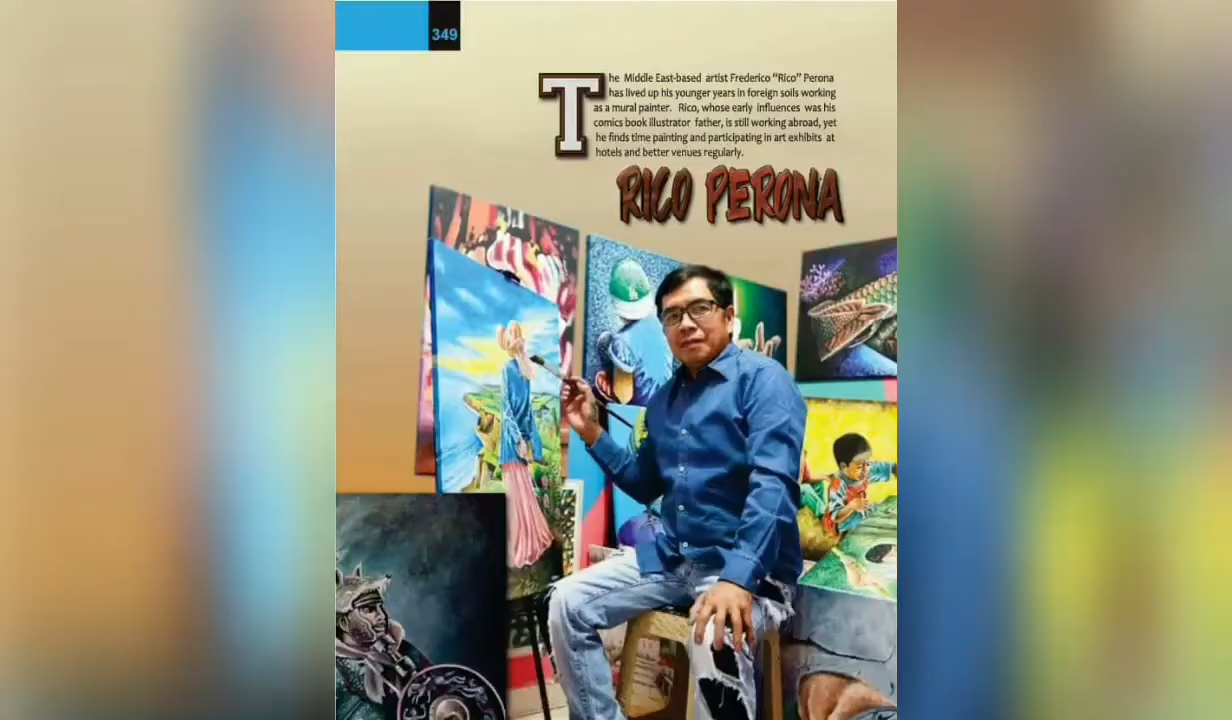 349
The Middle East-based artist Frederico “Rico” Perona
has lived up his younger years in foreign soils working
as a mural painter. Rico, whose early influences was his
comics book illustrator father, is still working abroad, yet
he finds time painting and participating in art exhibits at
hotels and better venues regularly.
RICO PERONA